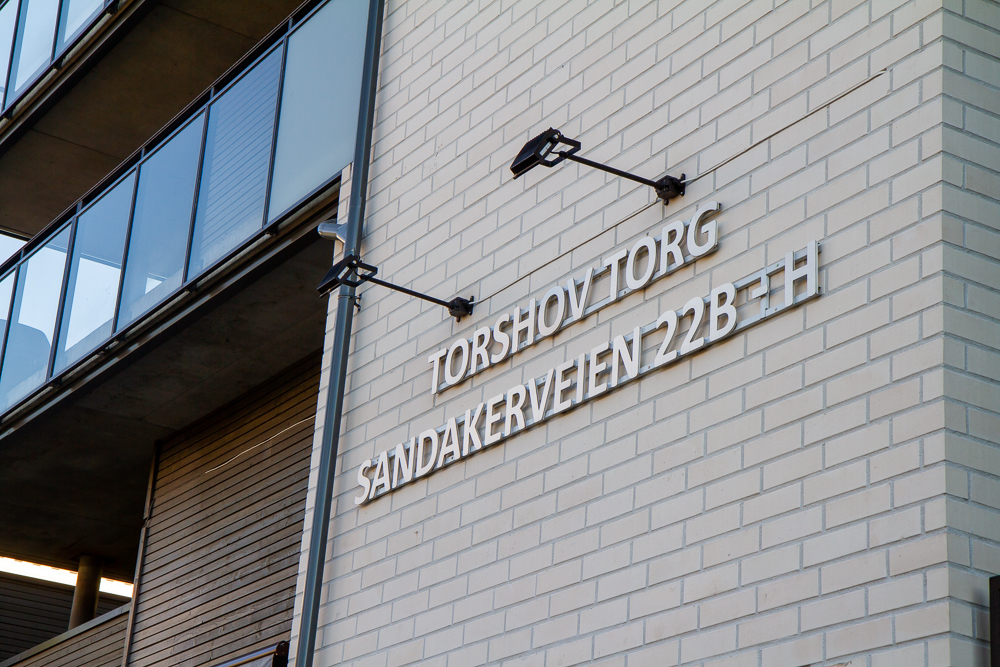 TORSHOV TORG
SANDAKERVEIEN 22B-H